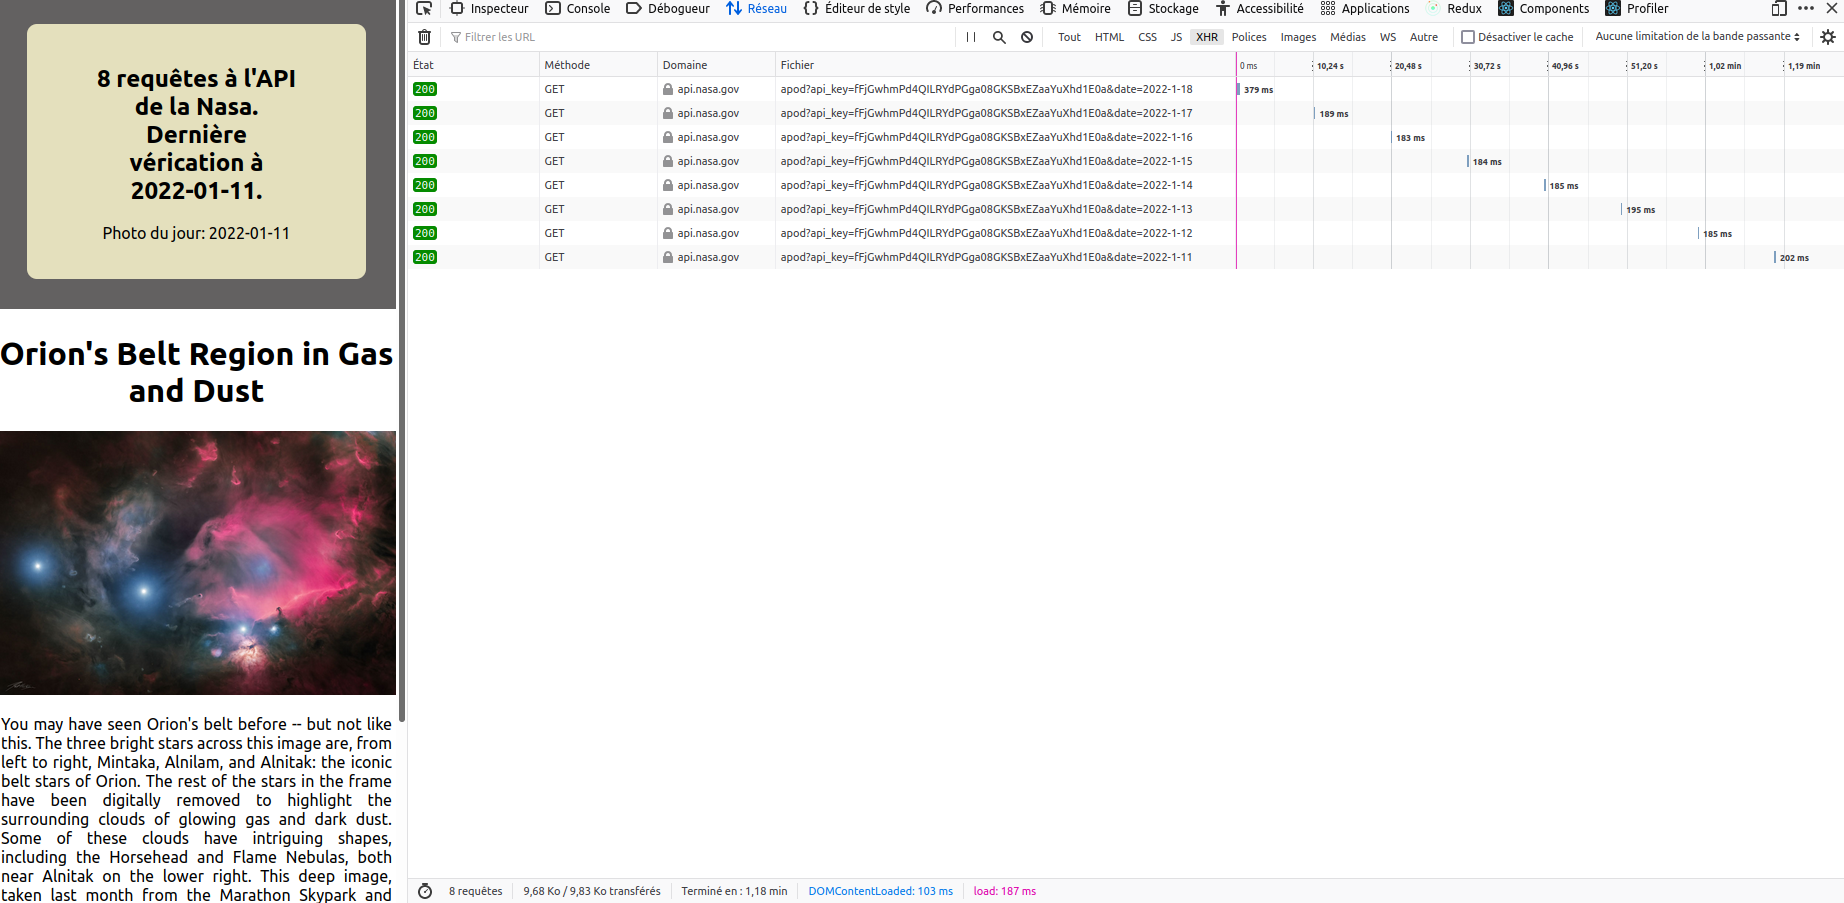 8 requêtes à l'API
de la Nasa.
Dernière
vérication à
2022-01-11.
Photo du jour: 2022-01-11
Orion's Belt Region in Gas
and Dust
You may have seen Orion's belt before -- but not like
this. The three bright stars across this image are, from
left to right, Mintaka, Alnilam, and Alnitak: the iconic
belt stars of Orion. The rest of the stars in the frame
have been digitally removed to highlight the
surrounding clouds of glowing gas and dark dust.
Some of these clouds have intriguing shapes,
including the Horsehead and Flame Nebulas, both
near Alnitak on the lower right. This deep image,
taken last month from the Marathon Skypark and
Inspecteur Console Débogueur Réseau Éditeur de style Performances Mémoire Stockage Accessibilité Applications Redux Components Profiler
Filtrer les URL Tout HTML CSS JS XHR Polices Images Médias WS Autre Désactiver le cache Aucune limitation de la bande passante
État Méthode Domaine Fichier 0 ms 10,24 s 20,48 s 30,72 s 40,96 s 51,20 s 1,02 min 1,19 min
200 GET api.nasa.gov apod?api_key=fFjGwhmPd4QILRYdPGga08GKSBxEZaaYuXhd1E0a&date=2022-1-18 379 ms
200 GET api.nasa.gov apod?api_key=fFjGwhmPd4QILRYdPGga08GKSBxEZaaYuXhd1E0a&date=2022-1-17 189 ms
200 GET api.nasa.gov apod?api_key=fFjGwhmPd4QILRYdPGga08GKSBxEZaaYuXhd1E0a&date=2022-1-16 183 ms
200 GET api.nasa.gov apod?api_key=fFjGwhmPd4QILRYdPGga08GKSBxEZaaYuXhd1E0a&date=2022-1-15 184 ms
200 GET api.nasa.gov apod?api_key=fFjGwhmPd4QILRYdPGga08GKSBxEZaaYuXhd1E0a&date=2022-1-14 185 ms
200 GET api.nasa.gov apod?api_key=fFjGwhmPd4QILRYdPGga08GKSBxEZaaYuXhd1E0a&date=2022-1-13 195 ms
200 GET api.nasa.gov apod?api_key=fFjGwhmPd4QILRYdPGga08GKSBxEZaaYuXhd1E0a&date=2022-1-12 185 ms
200 GET api.nasa.gov apod?api_key=fFjGwhmPd4QILRYdPGga08GKSBxEZaaYuXhd1E0a&date=2022-1-11 202 ms
8 requêtes 9,68 Ko / 9,83 Ko transférés Terminé en : 1,18 min DOMContentLoaded: 103 ms load: 187 ms